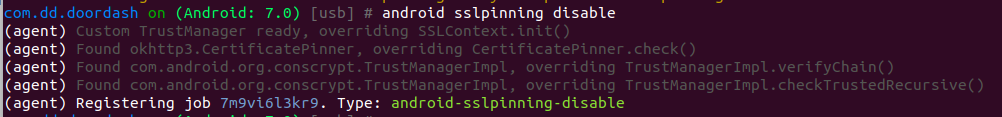 com.dd.doordash on (Android: 7.0) [usb] # android sslpinning disable
(agent) Custom TrustManager ready, overriding SSLContext.init()
(agent) Found okhttp3.CertificatePinner, overriding CertificatePinner.check()
(agent) Found com.android.org.conscrypt.TrustManagerImpl, overriding TrustManagerImpl.verifyChain()
(agent) Found com.android.org.conscrypt.TrustManagerImpl, overriding TrustManagerImpl.checkTrustedRecursive()
(agent) Registering job 7m9vi6l3kr9. Type: android-sslpinning-disable